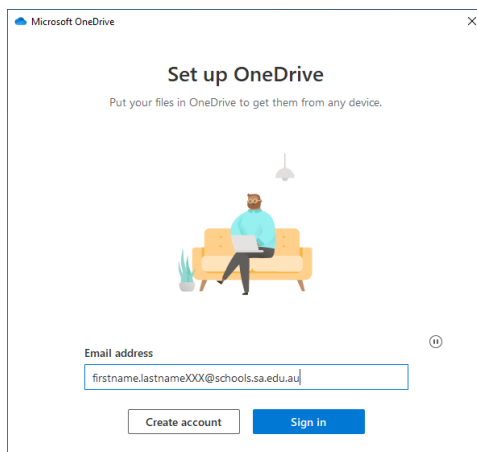 Microsoft OneDrive
Set up OneDrive
Put your files in OneDrive to get them from any device.
Email address
firstname.lastnameXXX@schools.sa.edu.au
Create account
Sign in